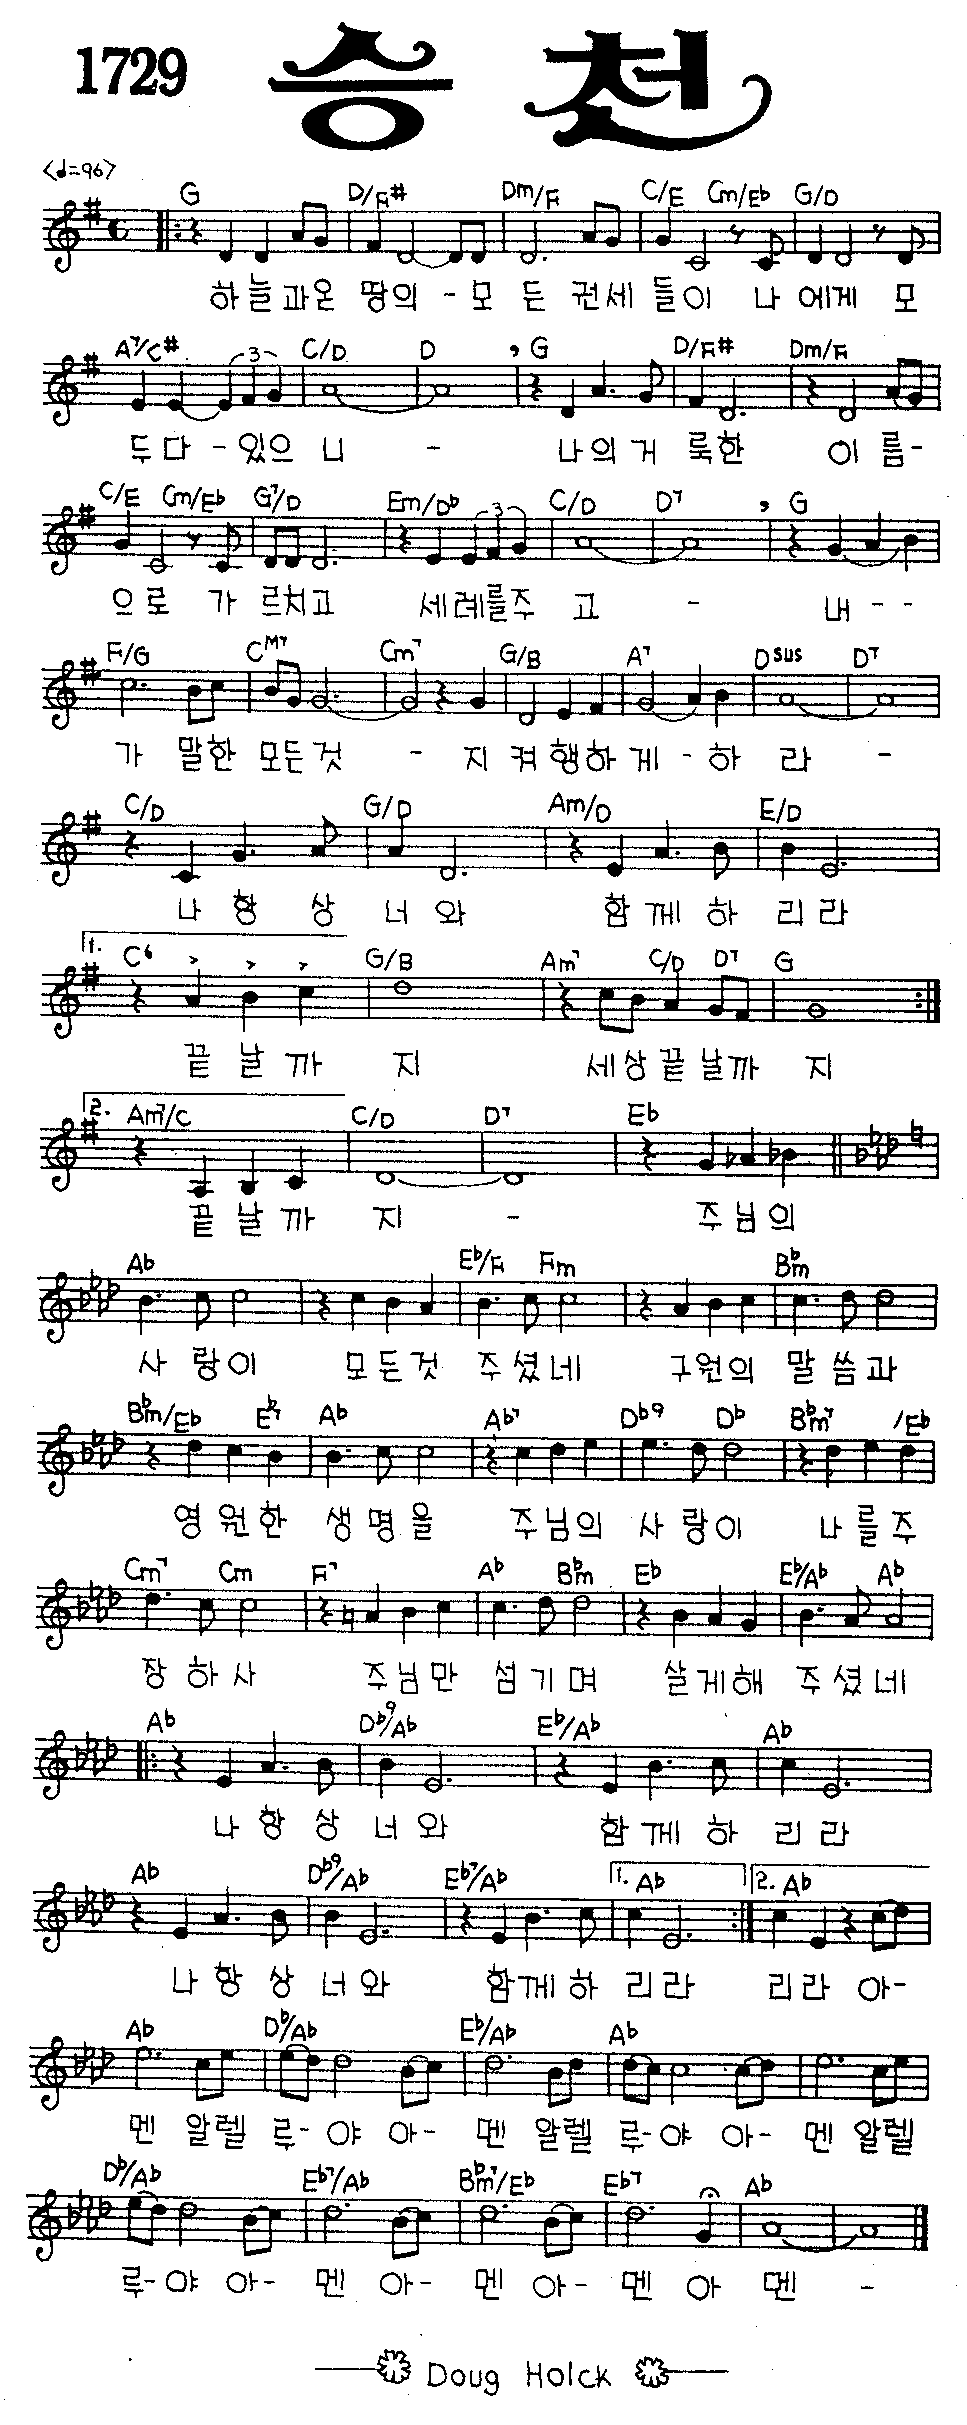 1729 승천
<♩=96>
G D/F# Dm/F C/E Cm/Eb G/D
하늘과온 땅의 - 모 든 권세 들이 나 에게 모
A7/C# 3 C/D D , G D/F# Dm/F
두다 - 있으 니 - 나의거 룩한 이름-
C/E Cm/Eb G7/D Em/Db 3 C/D D7 , G
으로 가 르치고 세례를주 고 - 내 - -
F/G CM7 Cm7 G/B A7 Dsus D7
가 말한 모든것 - 지 켜행하 게 - 하 라 -
C/D G/D Am/D E/D
나 항 상 너 와 함 께 하 리 라
1. C6 G/B Am7 C/D D7 G
끝 날 까 지 세상끝날까 지
2. Am7/C C/D D7 Eb
끝 날 까 지 - 주님의
Ab Eb/F Fm Bbm
사 랑이 모든것 주셨네 구원의 말씀과
Bbm/Eb Eb7 Ab Ab7 Db9 Db Bbm7 /Eb
영원한 생명을 주님의 사랑이 나를주
Cm7 Cm F7 Ab Bbm Eb Eb/Ab Ab
장하사 주님만 섬기며 살게해 주셨네
Ab Db9/Ab Eb/Ab Ab
나 항 상 너 와 함 께 하 리 라
Ab Db9/Ab Eb7/Ab 1. Ab 2. Ab
나 항 상 너 와 함께하 리라 리라 아-
Ab Db/Ab Eb/Ab Ab
멘 알렐 루-야 아- 멘 알렐 루-야 아- 멘 알렐
Db/Ab Eb7/Ab Bbm7/Eb Eb7 Ab
루-야 아- 멘 아- 멘 아- 멘 아 멘 -
Doug Holck